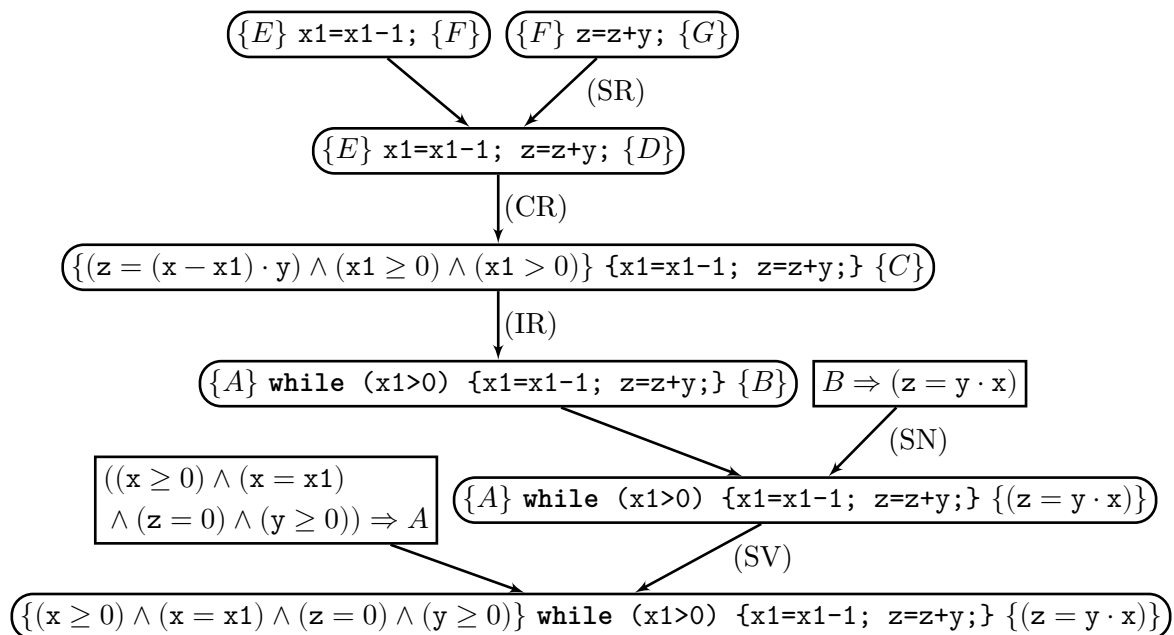 {E} x1=x1-1; {F}
{F} z=z+y; {G}
(SR)
{E} x1=x1-1; z=z+y; {D}
(CR)
{(z = (x − x1) · y) ∧ (x1 ≥ 0) ∧ (x1 > 0)} {x1=x1-1; z=z+y;} {C}
(IR)
{A} while (x1>0) {x1=x1-1; z=z+y;} {B}
B ⇒ (z = y · x)
(SN)
((x ≥ 0) ∧ (x = x1)
∧ (z = 0) ∧ (y ≥ 0)) ⇒ A
{A} while (x1>0) {x1=x1-1; z=z+y;} {(z = y · x)}
(SV)
{(x ≥ 0) ∧ (x = x1) ∧ (z = 0) ∧ (y ≥ 0)} while (x1>0) {x1=x1-1; z=z+y;} {(z = y · x)}